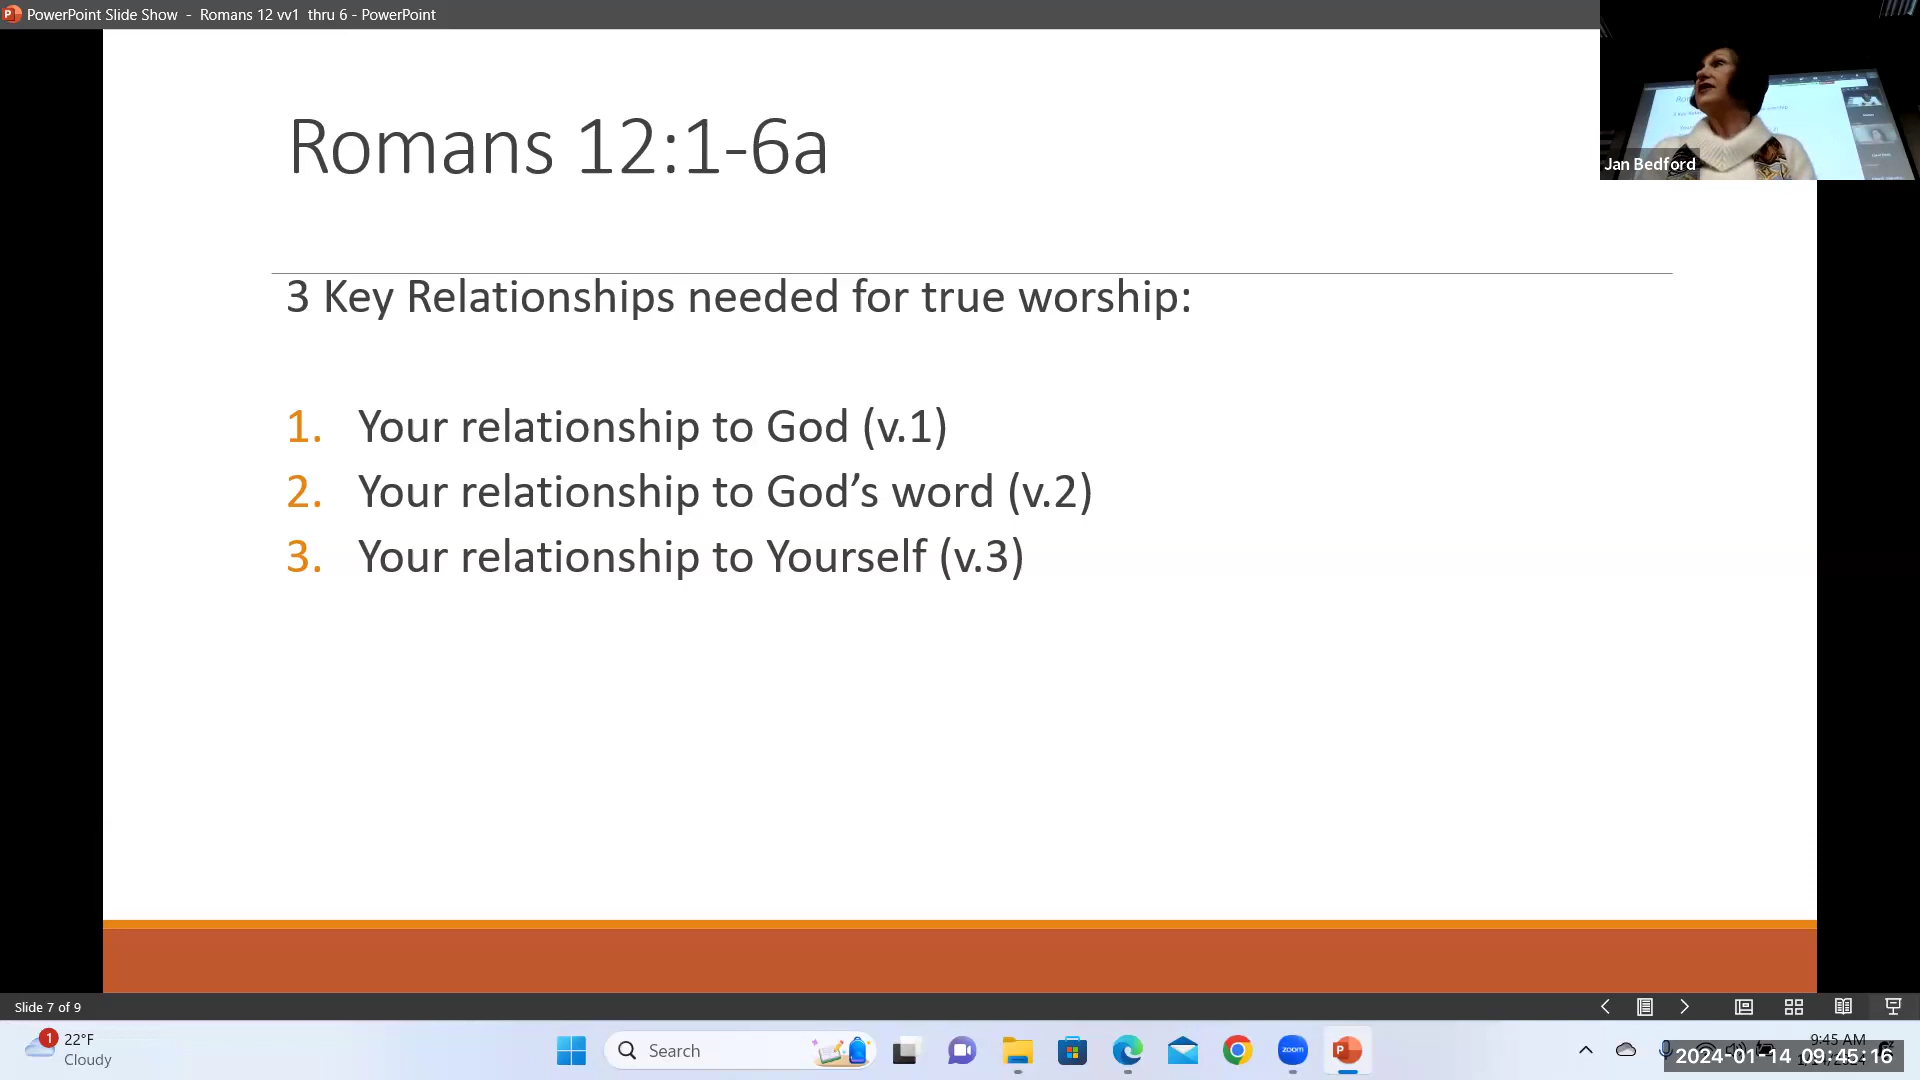 PowerPoint Slide Show - Romans 12 vv1 thru 6 - PowerPoint
Jan Bedford
Romans 12:1-6a
3 Key Relationships needed for true worship:
1. Your relationship to God (v.1)
2. Your relationship to God’s word (v.2)
3. Your relationship to Yourself (v.3)
Slide 7 of 9
1
22°F
Cloudy
Search
zoom
9:45 AM
2024-01-14 09:45:16